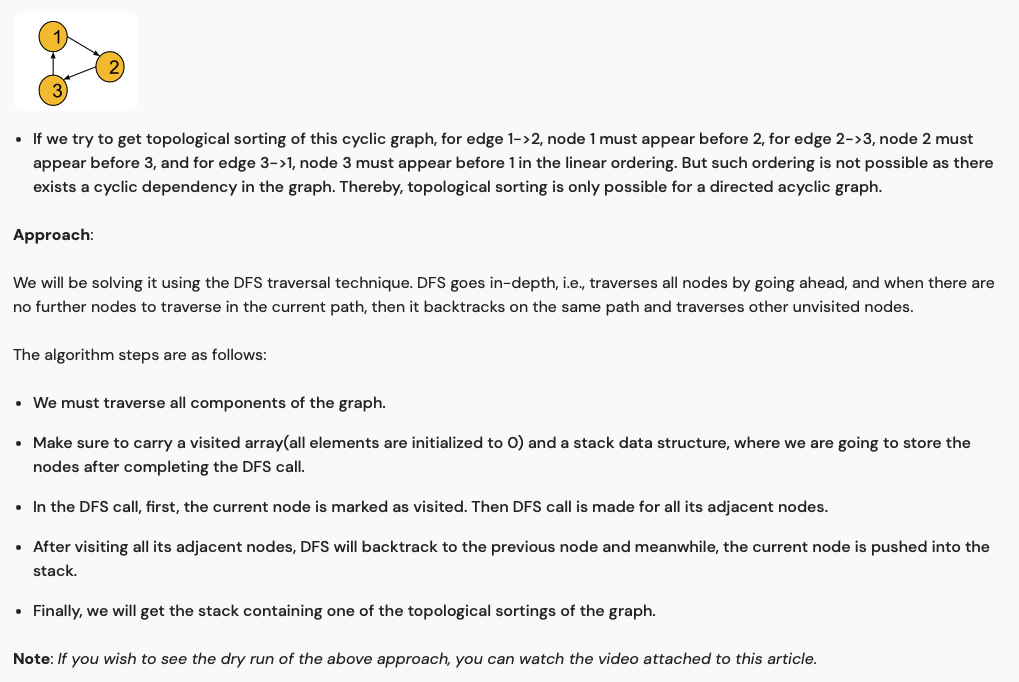 1
2
3
• If we try to get topological sorting of this cyclic graph, for edge 1->2, node 1 must appear before 2, for edge 2->3, node 2 must
appear before 3, and for edge 3->1, node 3 must appear before 1 in the linear ordering. But such ordering is not possible as there
exists a cyclic dependency in the graph. Thereby, topological sorting is only possible for a directed acyclic graph.
Approach:
We will be solving it using the DFS traversal technique. DFS goes in-depth, i.e., traverses all nodes by going ahead, and when there are
no further nodes to traverse in the current path, then it backtracks on the same path and traverses other unvisited nodes.
The algorithm steps are as follows:
• We must traverse all components of the graph.
• Make sure to carry a visited array(all elements are initialized to 0) and a stack data structure, where we are going to store the
nodes after completing the DFS call.
• In the DFS call, first, the current node is marked as visited. Then DFS call is made for all its adjacent nodes.
• After visiting all its adjacent nodes, DFS will backtrack to the previous node and meanwhile, the current node is pushed into the
stack.
• Finally, we will get the stack containing one of the topological sortings of the graph.
Note: If you wish to see the dry run of the above approach, you can watch the video attached to this article.